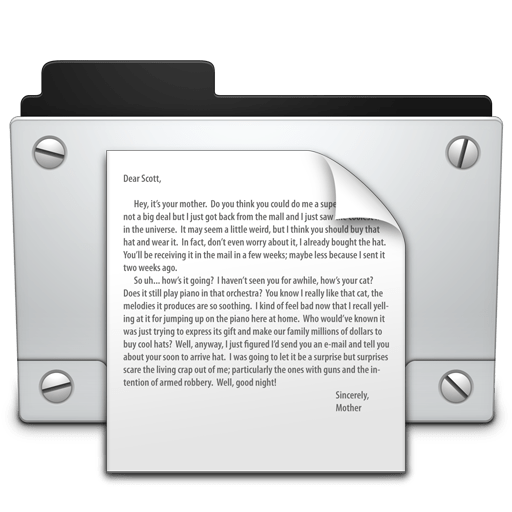 Dear Scott,
Hey, it's your mother. Do you think you could do me a
not a big deal but I just got back from the mall and I just saw
in the universe. It may seem a little weird, but I think you should buy that
hat and wear it. In fact, don't even worry about it, I already bought the hat.
You'll be receiving it in the mail in a few weeks; maybe less because I sent it
two weeks ago.
So uh... how's it going? I haven't seen you for awhile, how's your cat?
Does it still play piano in that orchestra? You know I really like that cat, the
melodies it produces are so soothing. I kind of feel bad now that I recall yell-
ing at it for jumping up on the piano here at home. Who would've known it
was just trying to express its gift and make our family millions of dollars to
buy cool hats? Well, anyway, I just figured I'd send you an e-mail and tell you
about your soon to arrive hat. I was going to let it be a surprise but surprises
scare the living crap out of me; particularly the ones with guns and the in-
tention of armed robbery. Well, good night!
Sincerely,
Mother